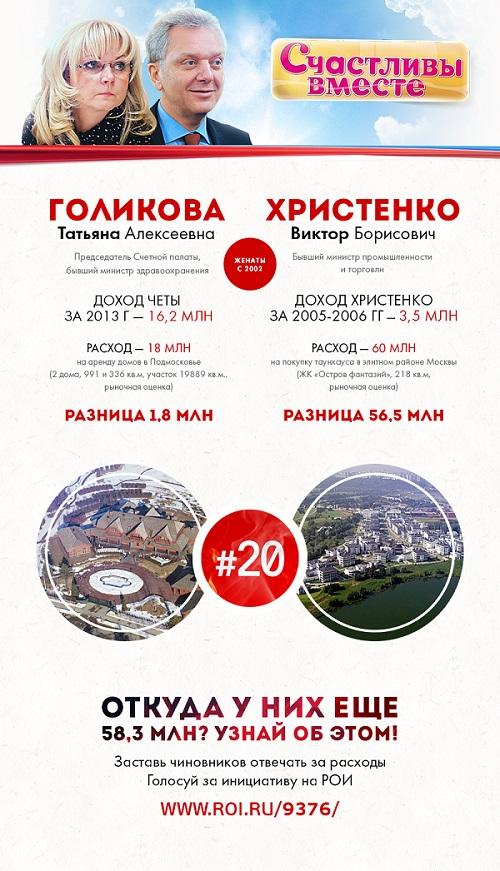 Счастливы
вместе
ГОЛИКОВА
Татьяна Алексеевна
Председатель Счетной палаты,
бывший министр здравоохранения
ЖЕНАТЫ
С 2002
ХРИСТЕНКО
Виктор Борисович
Бывший министр промышленности
и торговли
ДОХОД ЧЕТЫ
ЗА 2013 Г — 16,2 МЛН
РАСХОД — 18 МЛН
на аренду домов в Подмосковье
(2 дома, 991 и 336 кв.м, участок 19889 кв.м.,
рыночная оценка)
РАЗНИЦА 1,8 МЛН
ДОХОД ХРИСТЕНКО
ЗА 2005-2006 ГГ — 3,5 МЛН
РАСХОД — 60 МЛН
на покупку таунхауса в элитном районе Москвы
(ЖК «Остров фантазий», 218 кв.м,
рыночная оценка)
РАЗНИЦА 56,5 МЛН
#20
ОТКУДА У НИХ ЕЩЕ
58,3 МЛН? УЗНАЙ ОБ ЭТОМ!
Заставь чиновников отвечать за расходы
Голосуй за инициативу на РОИ
WWW.ROI.RU/9376/